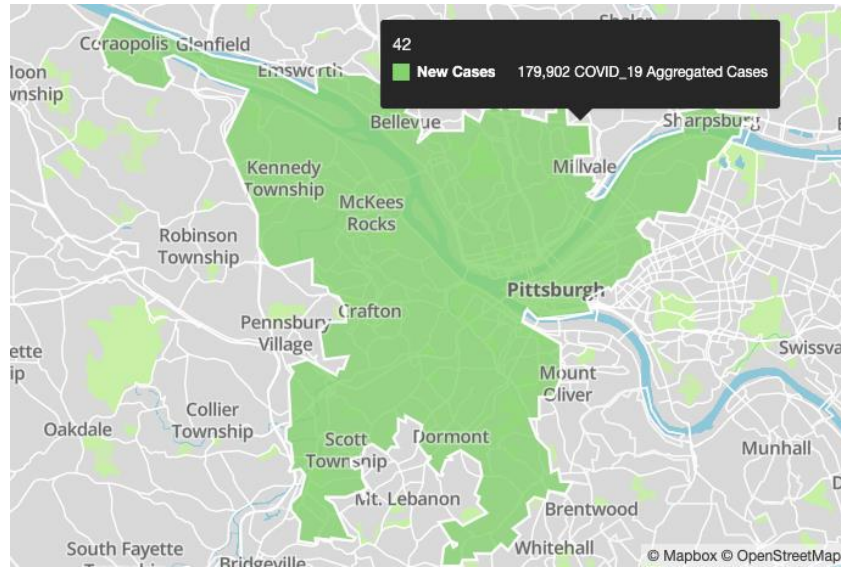 42
New Cases 179,902 COVID_19 Aggregated Cases
Coraopolis Glenfield
Emsworth
Bellevue
Sharpsburg
Millvale
Kennedy
Township
McKees
Rocks
Robinson
Township
Pittsburgh
Crafton
Pennsbury
Village
Swissva
Mount
Oliver
Collier
Township
Oakdale
Scott
Township
Dormont
Munhall
Mt. Lebanon
Brentwood
South Fayette
Whitehall
Bridgeville
© Mapbox © OpenStreetMap